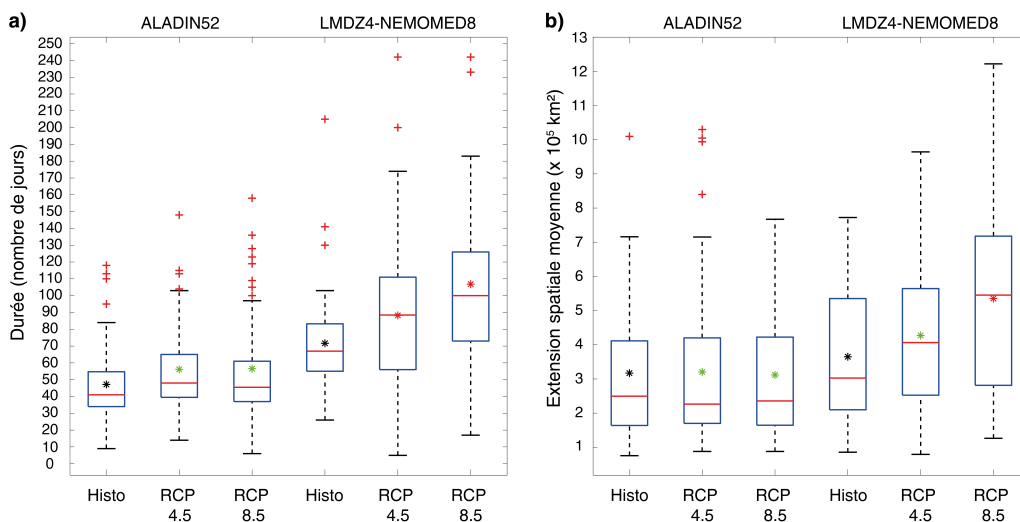 a)
ALADIN52
LMDZ4-NEMOMED8
Durée (nombre de jours)
250
240
230
220
210
200
190
180
170
160
150
140
130
120
110
100
90
80
70
60
50
40
30
20
10
0
Histo
RCP
4.5
RCP
8.5
Histo
RCP
4.5
RCP
8.5
b)
ALADIN52
LMDZ4-NEMOMED8
Extension spatiale moyenne (x 10⁵ km²)
13
12
11
10
9
8
7
6
5
4
3
2
1
Histo
RCP
4.5
RCP
8.5
Histo
RCP
4.5
RCP
8.5